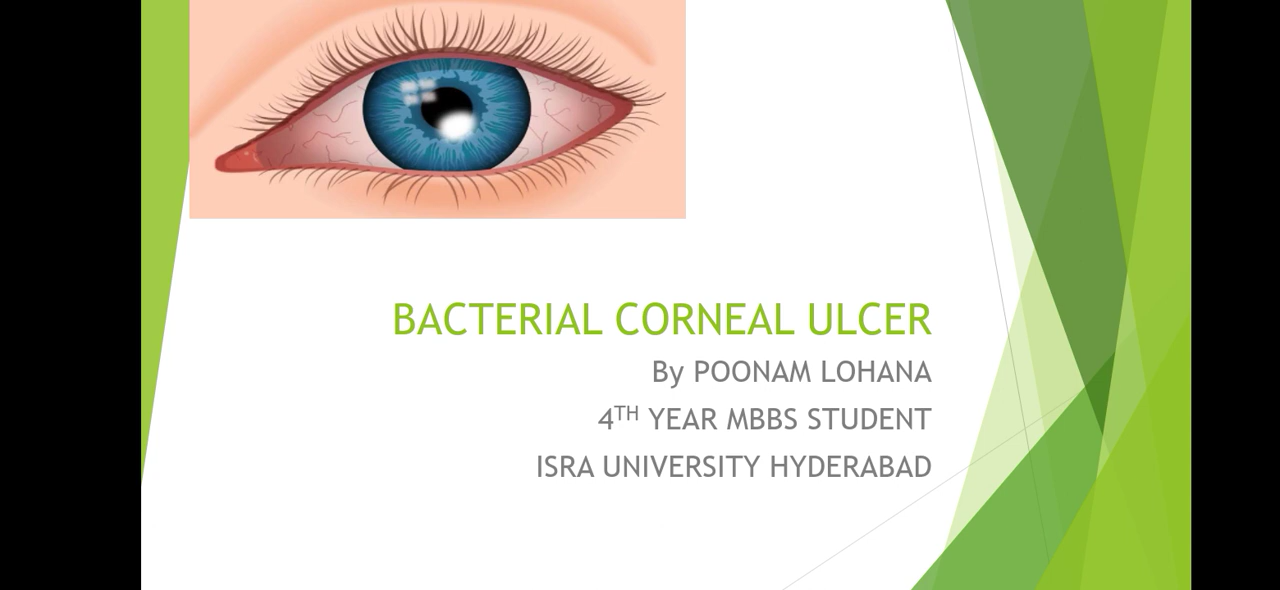 BACTERIAL CORNEAL ULCER
By POONAM LOHANA
4TH YEAR MBBS STUDENT
ISRA UNIVERSITY HYDERABAD